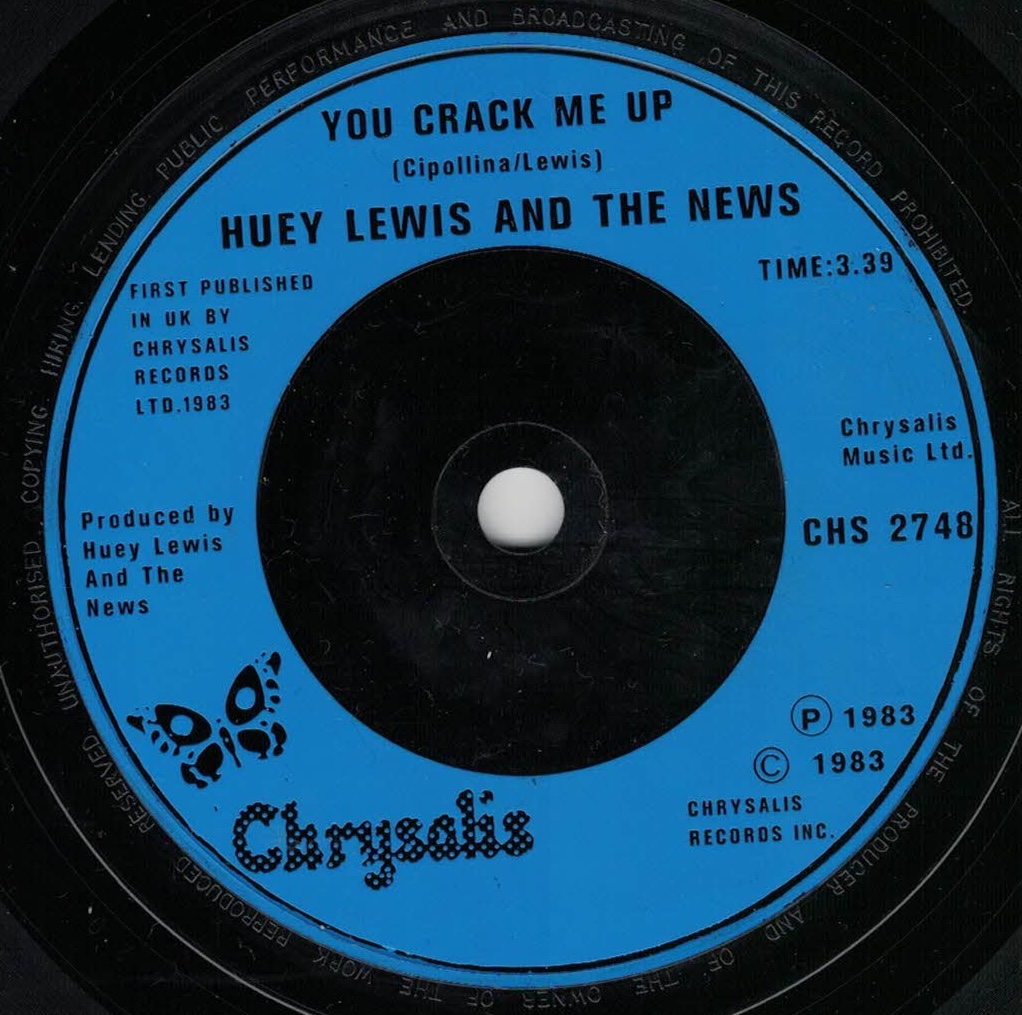 YOU CRACK ME UP
(Cipollina/Lewis)
HUEY LEWIS AND THE NEWS
TIME:3.39
FIRST PUBLISHED
IN UK BY
CHRYSALIS
RECORDS
LTD.1983
Chrysalis
Music Ltd.
CHS 2748
Produced by
Huey Lewis
And The
News
P 1983
© 1983
CHRYSALIS
RECORDS INC.
Chrysalis
ALL RIGHTS OF THE PRODUCER AND OF THE OWNER OF THE WORK REPRODUCED RESERVED UNAUTHORISED. COPYING HIRING. LENDING. PUBLIC PERFORMANCE AND BROADCASTING OF THIS RECORD PROHIBITED.